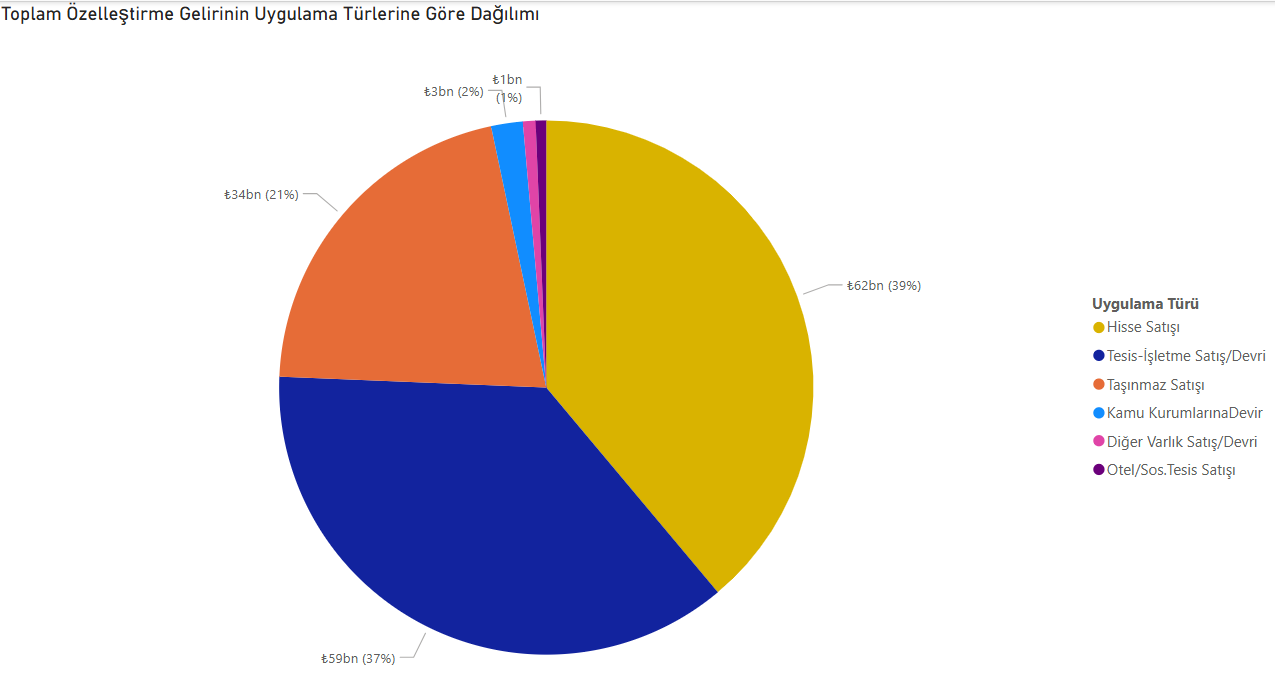 Toplam Özelleştirme Gelirinin Uygulama Türlerine Göre Dağılımı
₺1bn
(1%)
₺3bn (2%)
₺34bn (21%)
₺62bn (39%)
₺59bn (37%)
Uygulama Türü
Hisse Satışı
Tesis-İşletme Satış/Devri
Taşınmaz Satışı
Kamu KurumlarınaDevir
Diğer Varlık Satış/Devri
Otel/Sos.Tesis Satışı